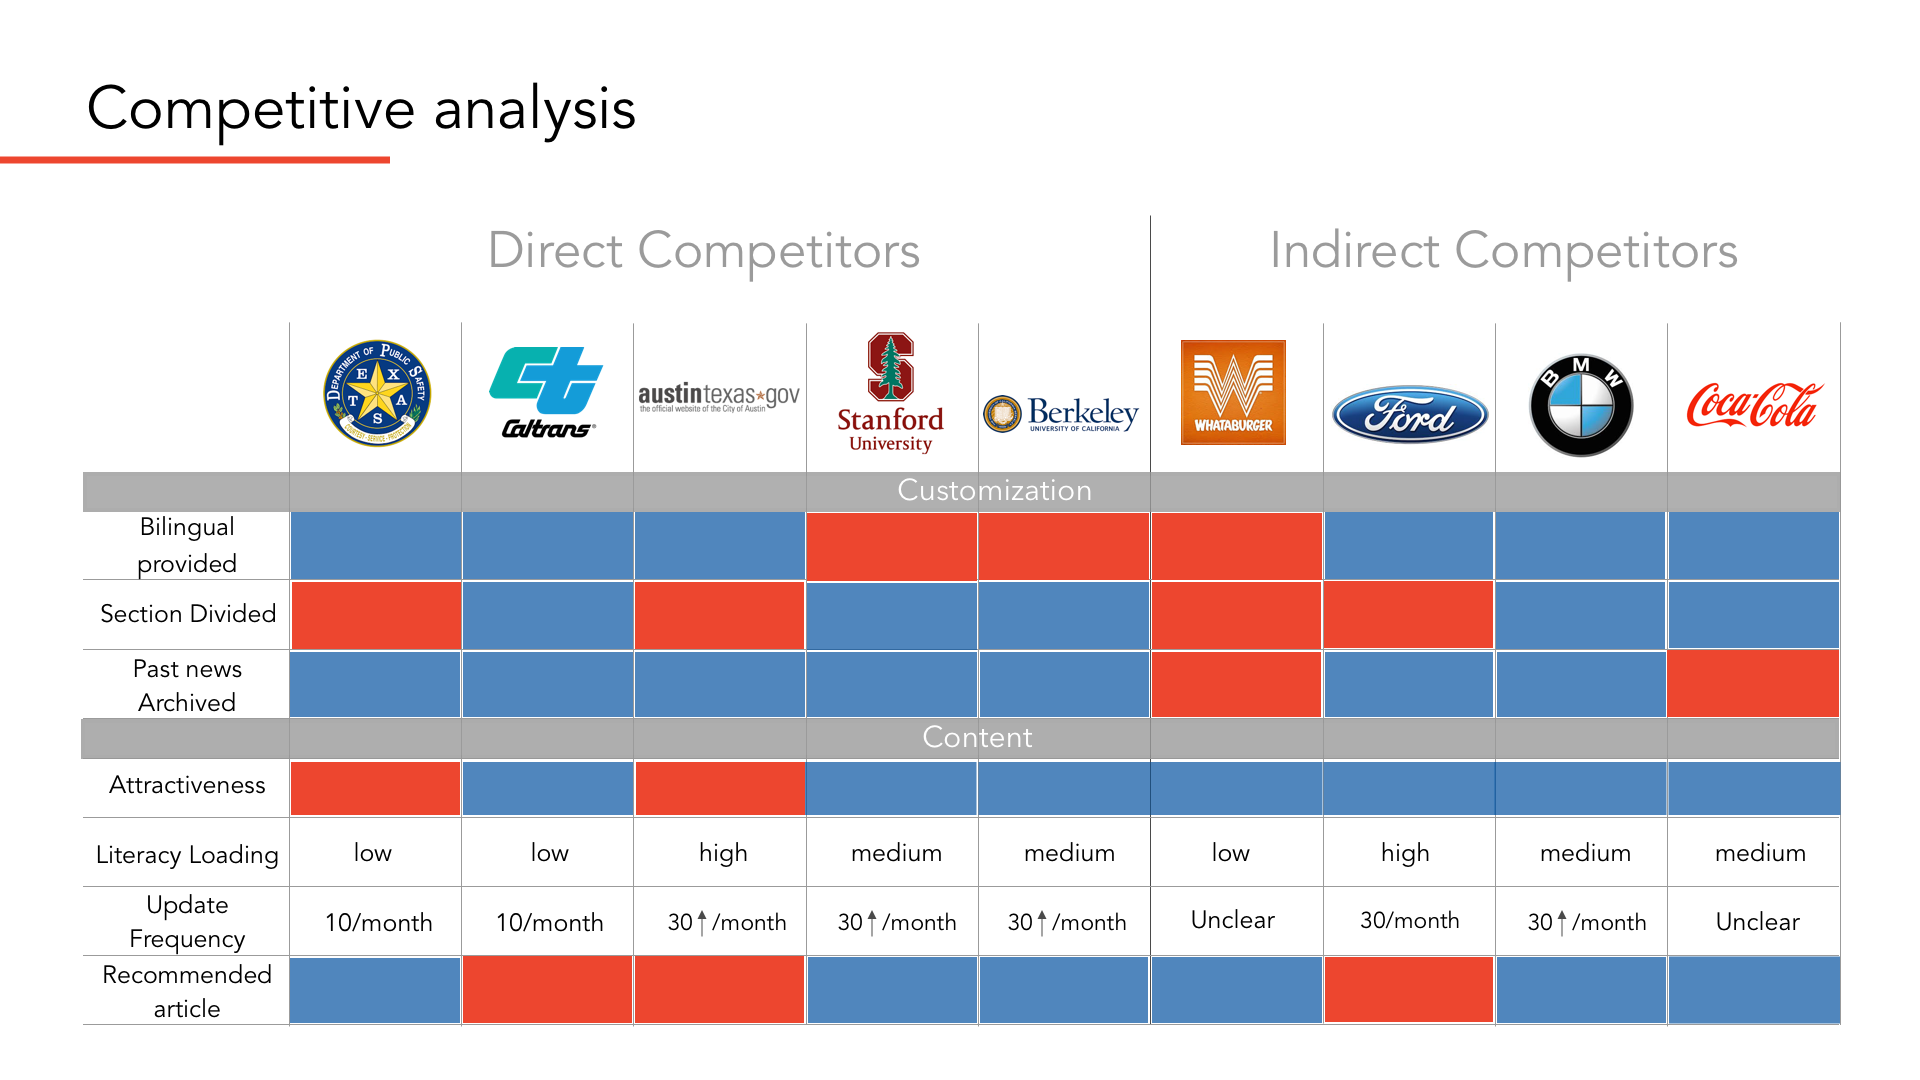 Competitive analysis
Direct Competitors
Indirect Competitors
DEPARTMENT OF PUBLIC SAFETY
TEXAS
COURTESY · SERVICE · PROTECTION
Caltrans
austintexas.gov
the official website of the City of Austin
Stanford
University
Berkeley
UNIVERSITY OF CALIFORNIA
WHATABURGER
Ford
BMW
Coca-Cola
Customization
Bilingual
provided
Section Divided
Past news
Archived
Content
Attractiveness
Literacy Loading low low high medium medium low high medium medium
Update
Frequency
10/month 10/month 30↑/month 30↑/month 30↑/month Unclear 30/month 30↑/month Unclear
Recommended
article